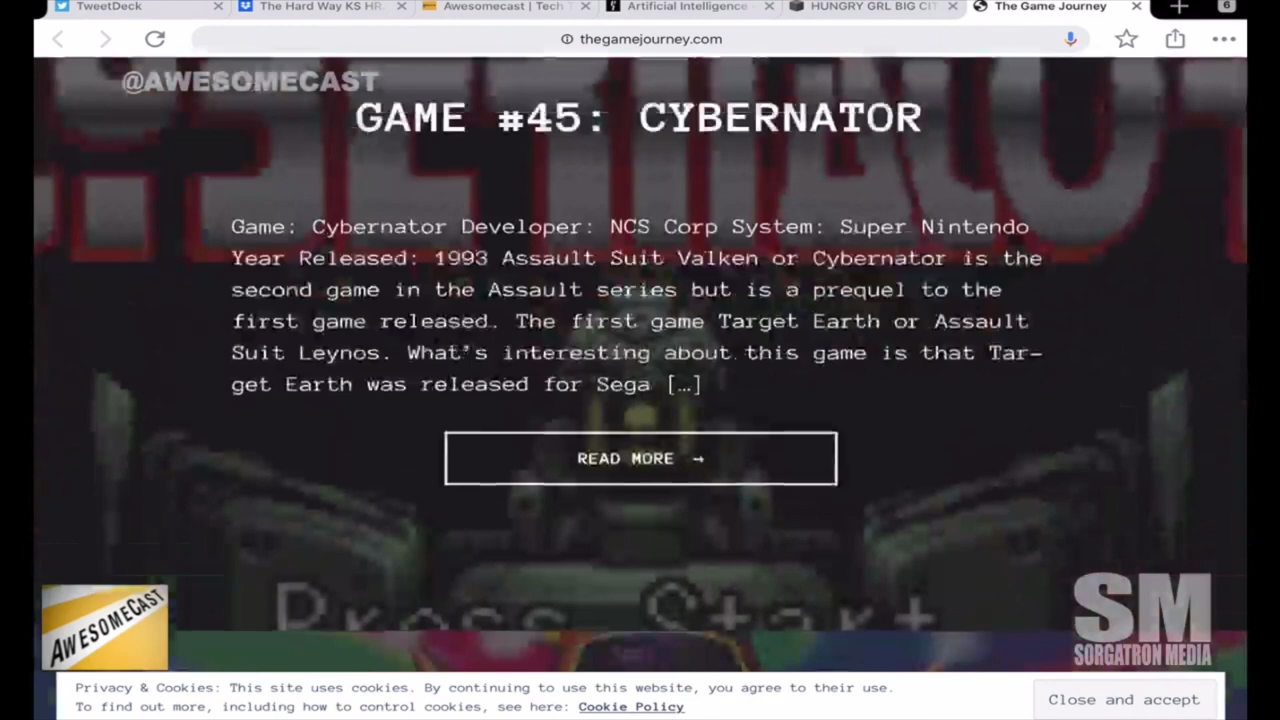 TweetDeck
The Hard Way KS HR
Awesomecast | Tech
Artificial Intelligence
HUNGRY GRL BIG CIT
The Game Journey
6
thegamejourney.com
@AWESOMECAST
GAME #45: CYBERNATOR
Game: Cybernator Developer: NCS Corp System: Super Nintendo
Year Released: 1993 Assault Suit Valken or Cybernator is the
second game in the Assault series but is a prequel to the
first game released. The first game Target Earth or Assault
Suit Leynos. What's interesting about this game is that Tar-
get Earth was released for Sega […]
READ MORE →
Press Start
AWESOMECAST
SM
SORGATRON MEDIA
Privacy & Cookies: This site uses cookies. By continuing to use this website, you agree to their use.
To find out more, including how to control cookies, see here: Cookie Policy
Close and accept